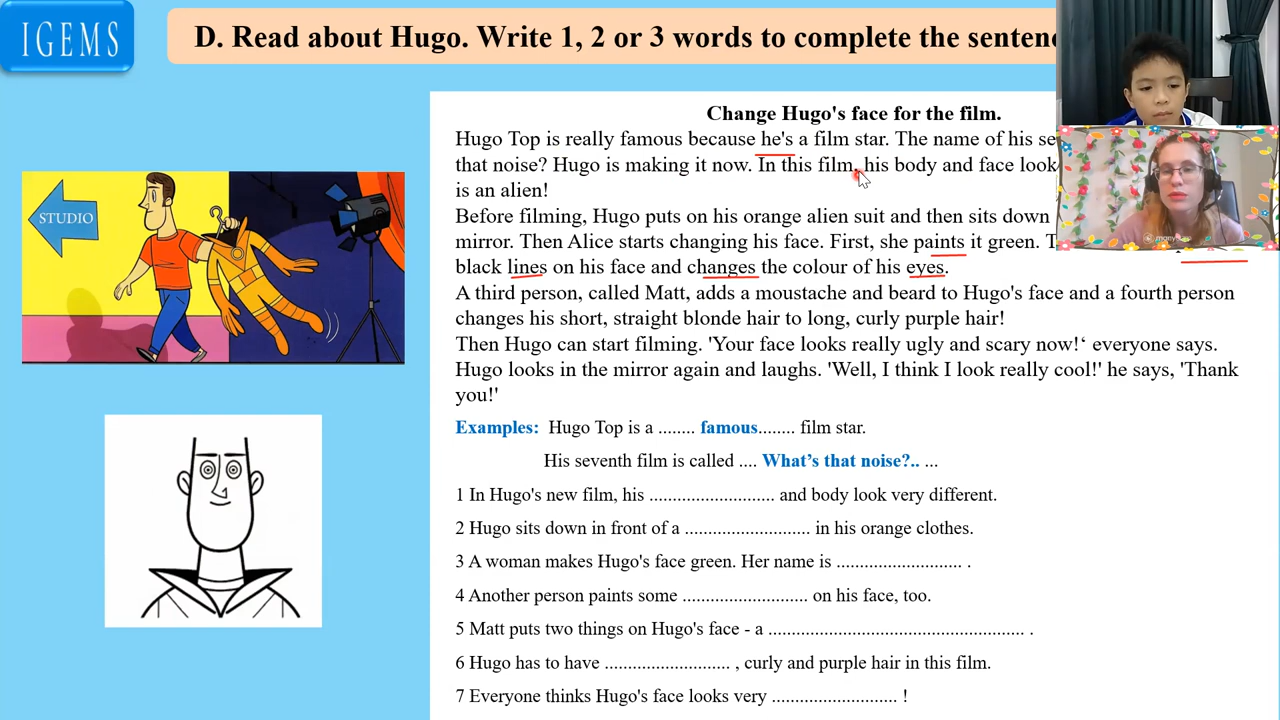 IGEMS
D. Read about Hugo. Write 1, 2 or 3 words to complete the
Change Hugo's face for the film.
Hugo Top is really famous because he's a film star. The name of his
that noise? Hugo is making it now. In this film, his body and face look
is an alien!
Before filming, Hugo puts on his orange alien suit and then sits down
mirror. Then Alice starts changing his face. First, she paints it green.
black lines on his face and changes the colour of his eyes.
A third person, called Matt, adds a moustache and beard to Hugo's face and a fourth person
changes his short, straight blonde hair to long, curly purple hair!
Then Hugo can start filming. 'Your face looks really ugly and scary now!‘ everyone says.
Hugo looks in the mirror again and laughs. 'Well, I think I look really cool!' he says, 'Thank
you!'
STUDIO
Examples: Hugo Top is a ........ famous........ film star.
His seventh film is called .... What’s that noise?.. ...
1 In Hugo's new film, his .......................... and body look very different.
2 Hugo sits down in front of a .......................... in his orange clothes.
3 A woman makes Hugo's face green. Her name is .......................... .
4 Another person paints some .......................... on his face, too.
5 Matt puts two things on Hugo's face - a ...................................................... .
6 Hugo has to have .......................... , curly and purple hair in this film.
7 Everyone thinks Hugo's face looks very .......................... !